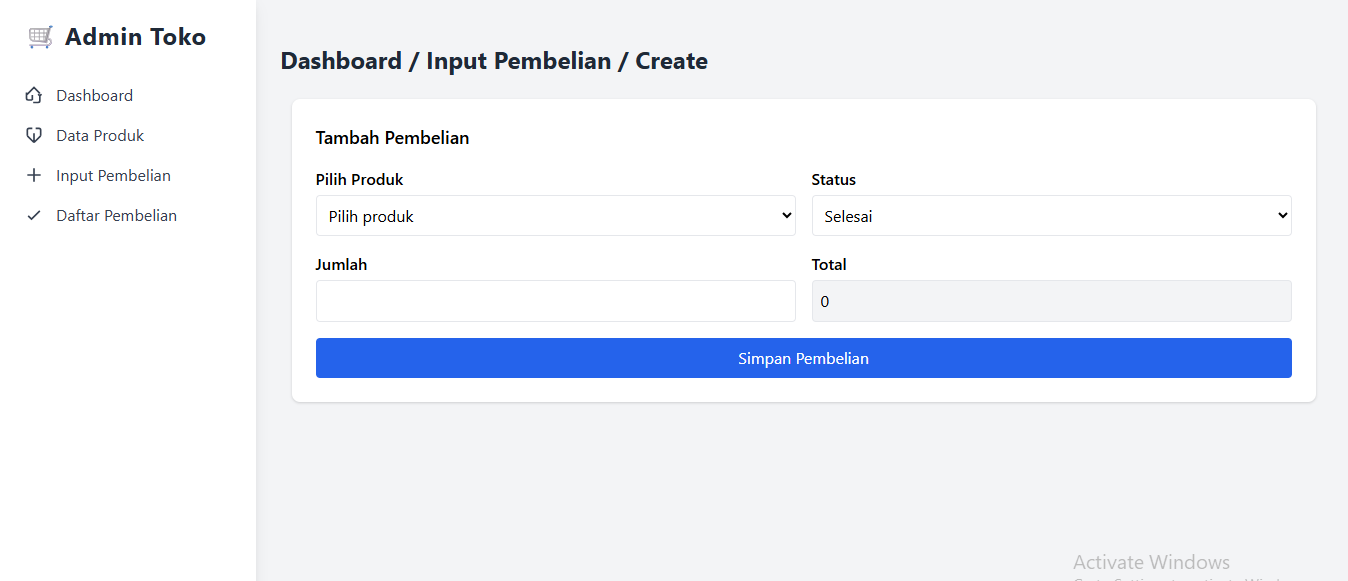 Admin Toko
Dashboard
Data Produk
Input Pembelian
Daftar Pembelian
Dashboard / Input Pembelian / Create
Tambah Pembelian
Pilih Produk
Status
Pilih produk
Selesai
Jumlah
Total
0
Simpan Pembelian
Activate Windows